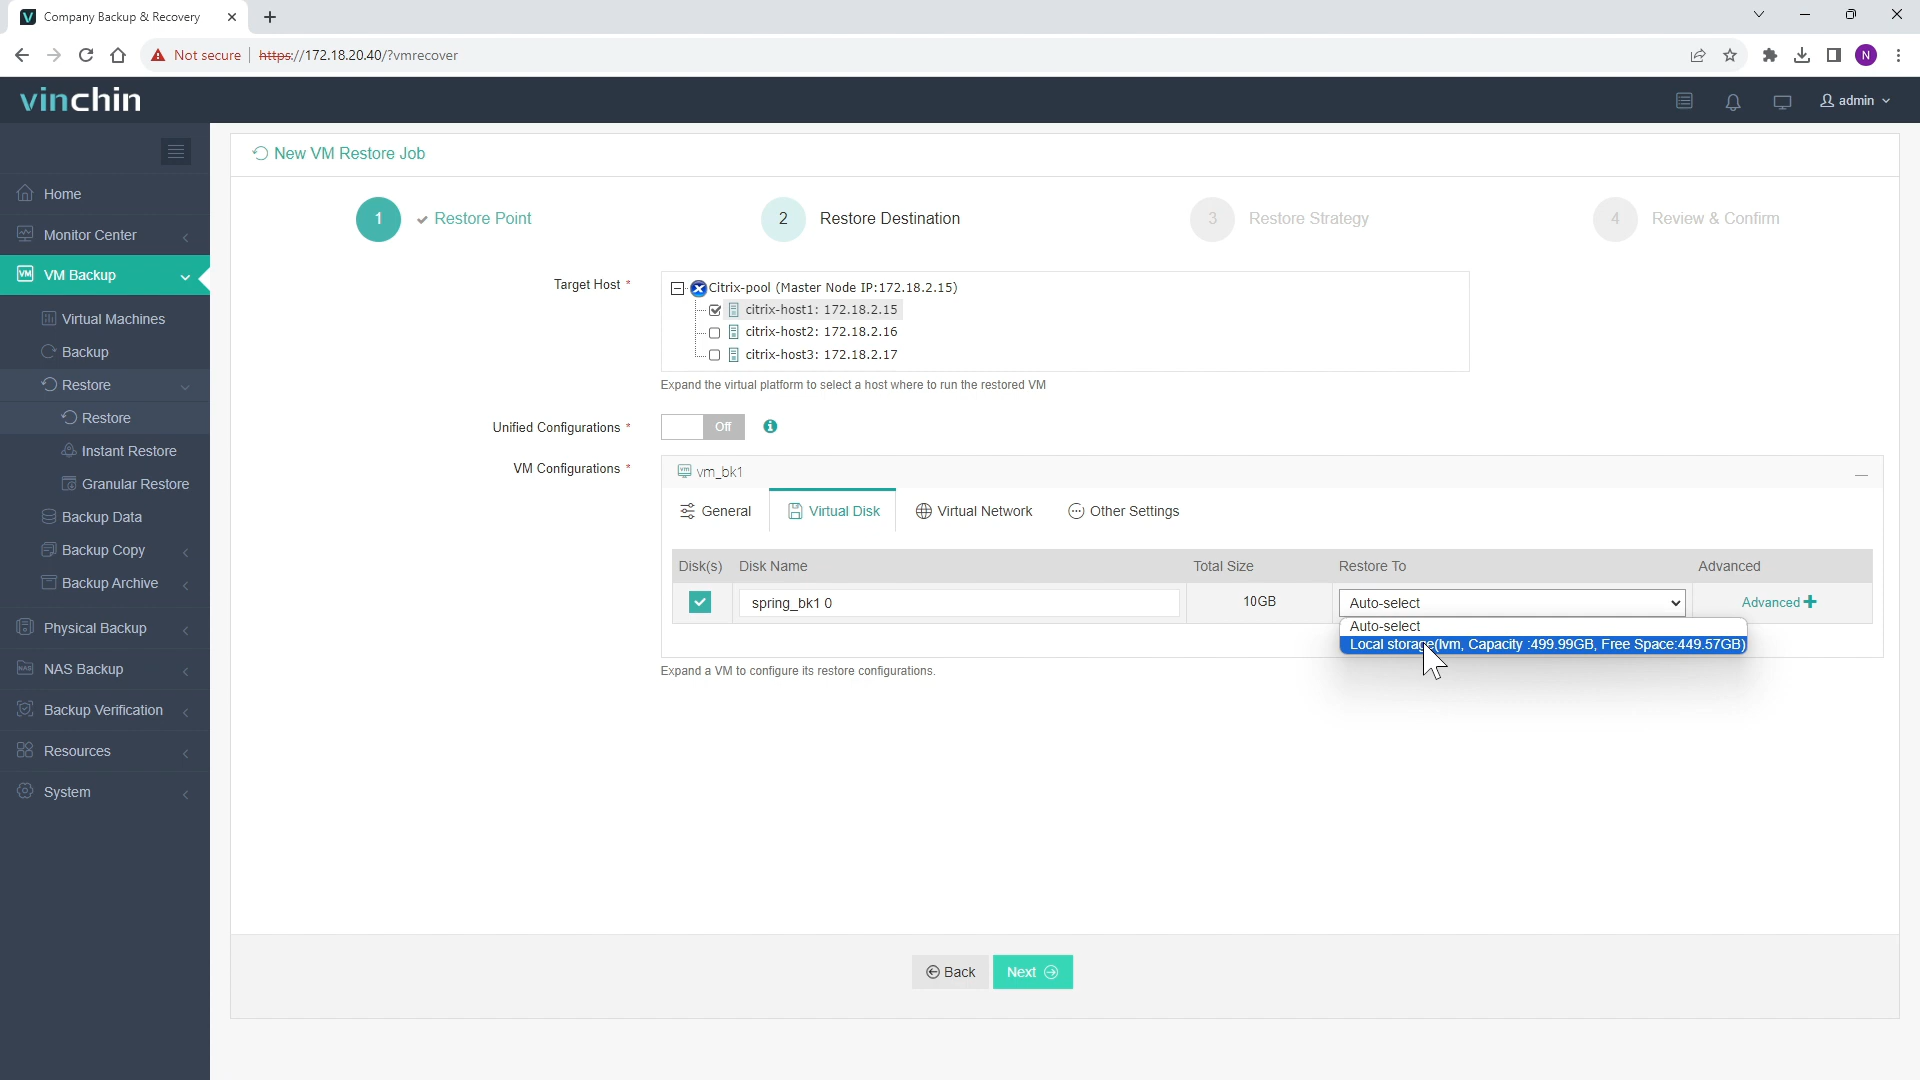 Company Backup & Recovery
Not secure
https://172.18.20.40/?vmrecover
N
vinchin
admin
New VM Restore Job
Home
Monitor Center
VM Backup
Virtual Machines
Backup
Restore
Restore
Instant Restore
Granular Restore
Backup Data
Backup Copy
Backup Archive
Physical Backup
NAS Backup
Backup Verification
Resources
System
1 Restore Point
2 Restore Destination
3 Restore Strategy
4 Review & Confirm
Target Host *
Citrix-pool (Master Node IP:172.18.2.15)
citrix-host1: 172.18.2.15
citrix-host2: 172.18.2.16
citrix-host3: 172.18.2.17
Expand the virtual platform to select a host where to run the restored VM
Unified Configurations * Off
VM Configurations *
vm_bk1
General Virtual Disk Virtual Network Other Settings
Disk(s) Disk Name Total Size Restore To Advanced
spring_bk1 0 10GB Auto-select Advanced
Auto-select
Local storage(lvm, Capacity :499.99GB, Free Space:449.57GB)
Expand a VM to configure its restore configurations.
Back Next